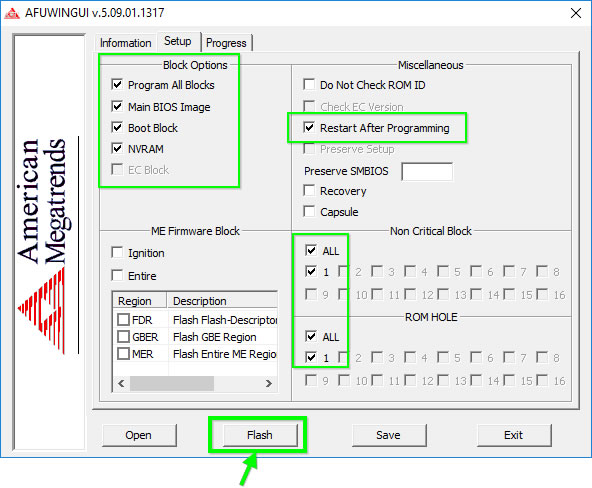 AFUWINGUI v.5.09.01.1317
American
Megatrends
Information Setup Progress
Block Options
Program All Blocks
Main BIOS Image
Boot Block
NVRAM
EC Block
Miscellaneous
Do Not Check ROM ID
Check EC Version
Restart After Programming
Preserve Setup
Preserve SMBIOS
Recovery
Capsule
ME Firmware Block
Ignition
Entire
Region Description
FDR Flash Flash-Descripto
GBER Flash GBE Region
MER Flash Entire ME Regio
Non Critical Block
ALL
1 2 3 4 5 6 7 8
9 10 11 12 13 14 15 16
ROM HOLE
ALL
1 2 3 4 5 6 7 8
9 10 11 12 13 14 15 16
Open Flash Save Exit